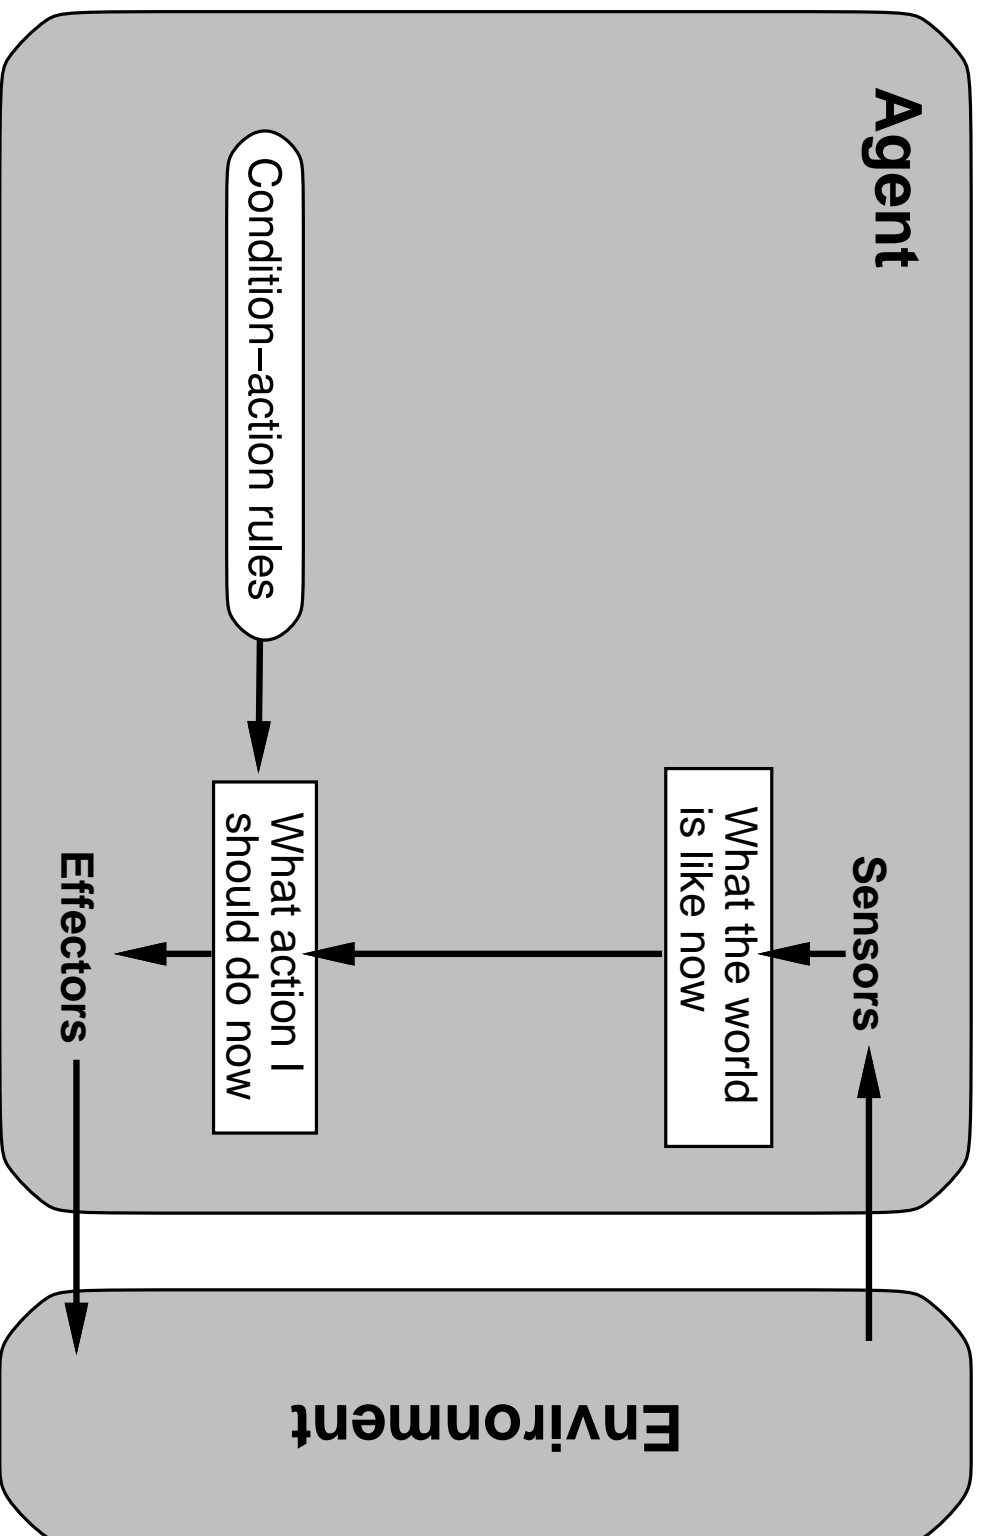 Agent
Sensors
What the world
is like now
Condition–action rules
What action I
should do now
Effectors
Environment